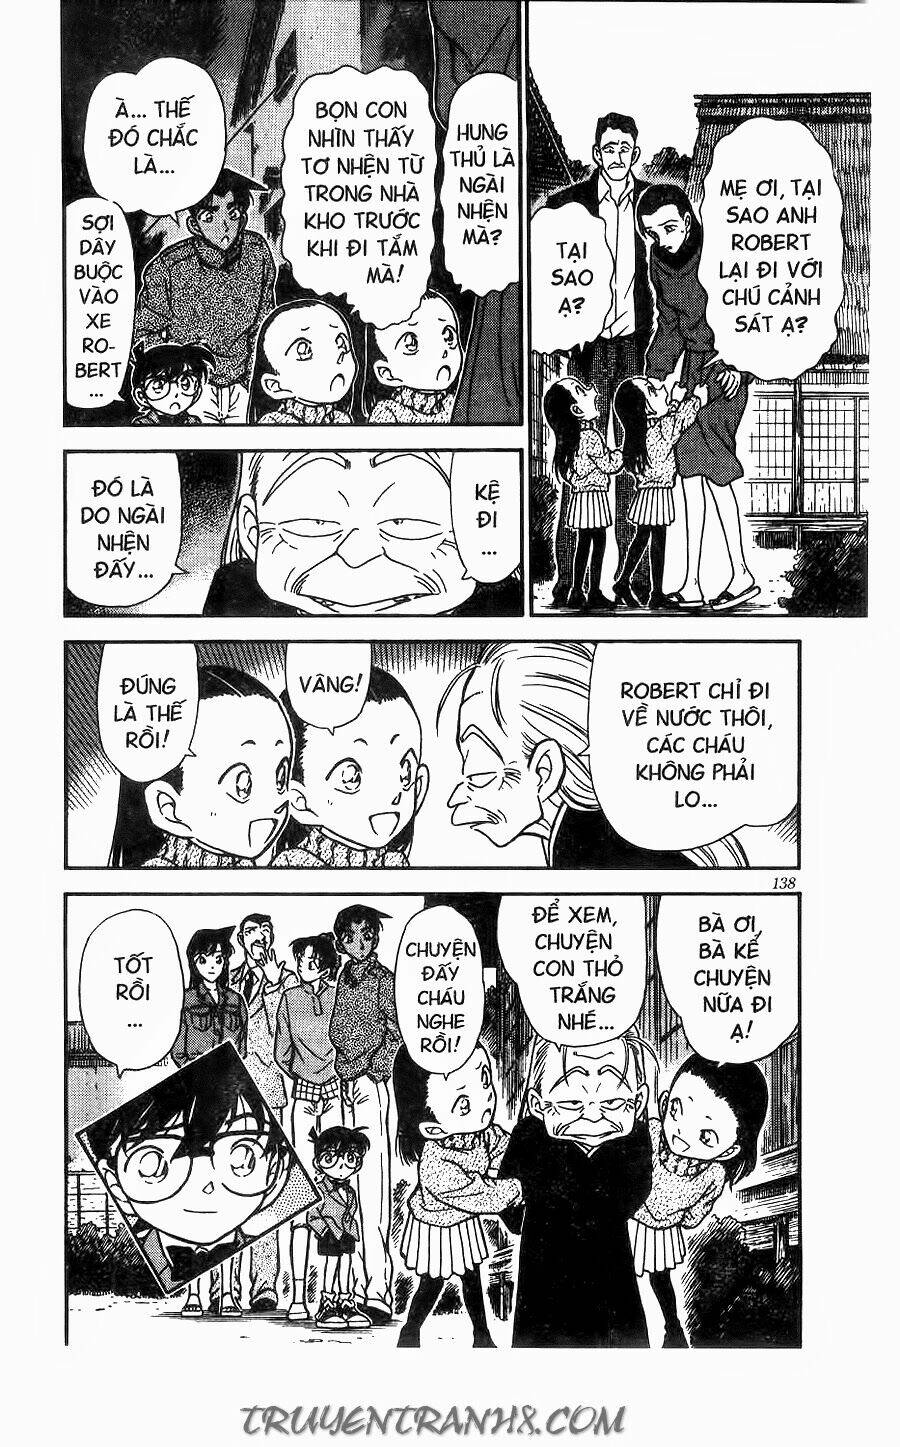 MẸ ƠI, TẠI
SAO ANH
ROBERT
LẠI ĐI VỚI
CHÚ CẢNH
SÁT Ạ?
TẠI
SAO
Ạ?
HUNG
THỦ LÀ
NGÀI
NHỆN
MÀ?
BỌN CON
NHÌN THẤY
TƠ NHỆN TỪ
TRONG NHÀ
KHO TRƯỚC
KHI ĐI TẮM
MÀ!
À... THẾ
ĐÓ CHẮC
LÀ...
SỢI
DÂY
BUỘC
VÀO
XE
RO-
BERT
...
KỆ
ĐI
...
ĐÓ LÀ
DO NGÀI
NHỆN
ĐẤY...
ROBERT CHỈ ĐI
VỀ NƯỚC THÔI,
CÁC CHÁU
KHÔNG PHẢI
LO...
VÂNG!
ĐÚNG
LÀ THẾ
RỒI!
138
BÀ ƠI,
BÀ KỂ
CHUYỆN
NỮA ĐI
Ạ!
ĐỂ XEM,
CHUYỆN
CON THỎ
TRẮNG
NHÉ...
CHUYỆN
ĐẤY
CHÁU
NGHE
RỒI!
TỐT
RỒI
...
TRUYENTRANH8.COM